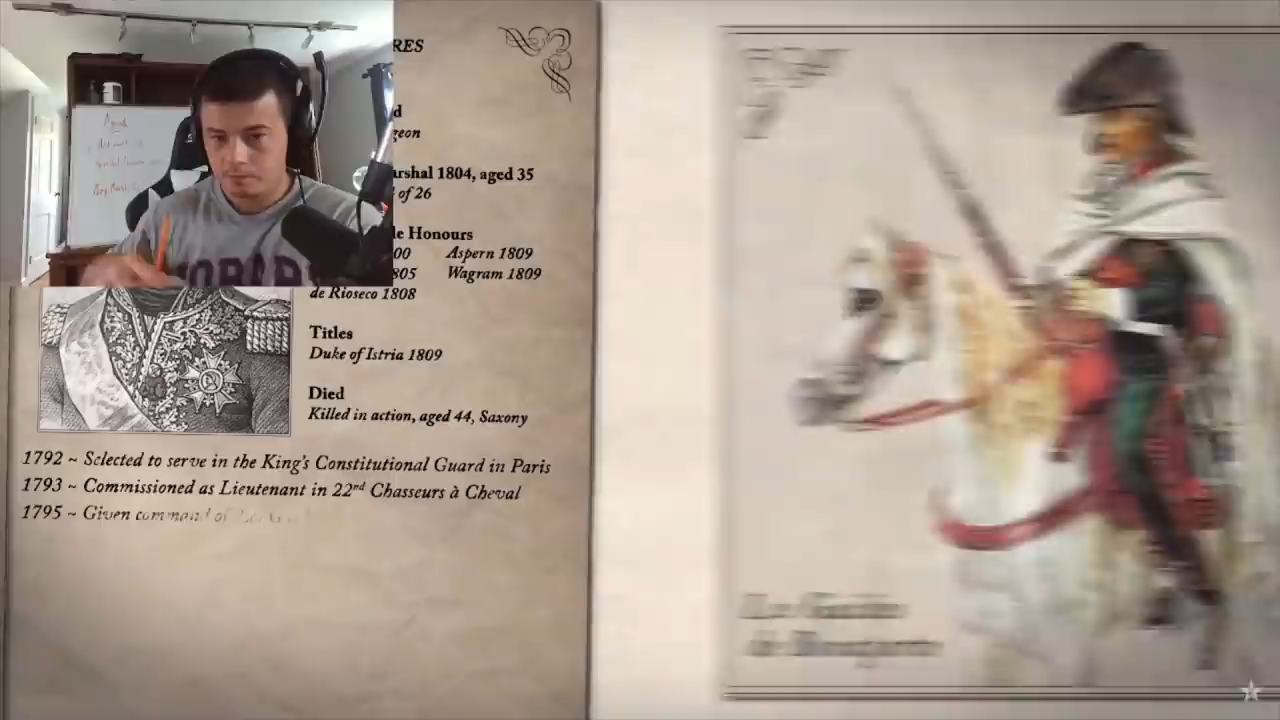 RES
d
geon
arshal 1804, aged 35
of 26
le Honours
00 Aspern 1809
805 Wagram 1809
de Rioseco 1808
Titles
Duke of Istria 1809
Died
Killed in action, aged 44, Saxony
1792 ~ Selected to serve in the King's Constitutional Guard in Paris
1793 ~ Commissioned as Lieutenant in 22nd Chasseurs à Cheval
1795 ~ Given command of